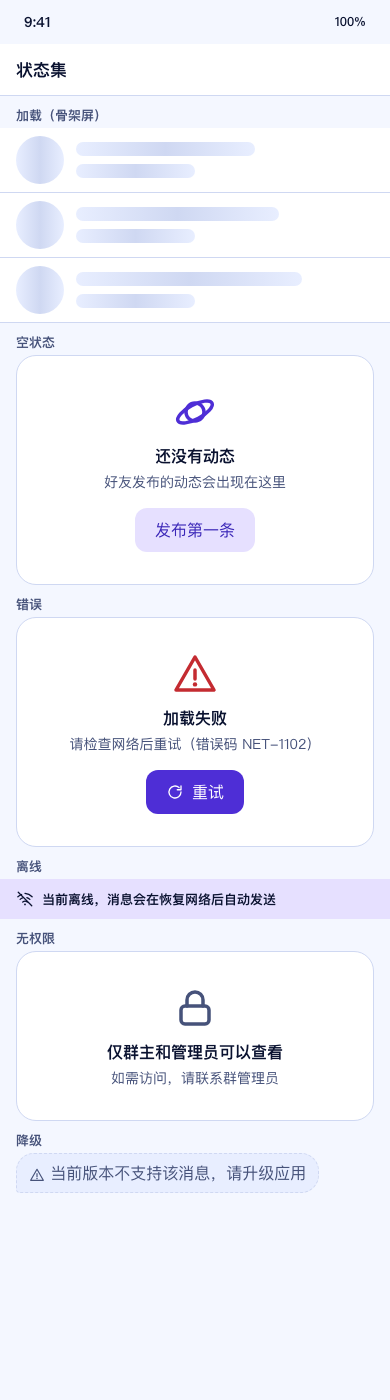 9:41
100%
状态集
加载（骨架屏）
空状态
还没有动态
好友发布的动态会出现在这里
发布第一条
错误
加载失败
请检查网络后重试（错误码 NET-1102）
重试
离线
当前离线，消息会在恢复网络后自动发送
无权限
仅群主和管理员可以查看
如需访问，请联系群管理员
降级
当前版本不支持该消息，请升级应用